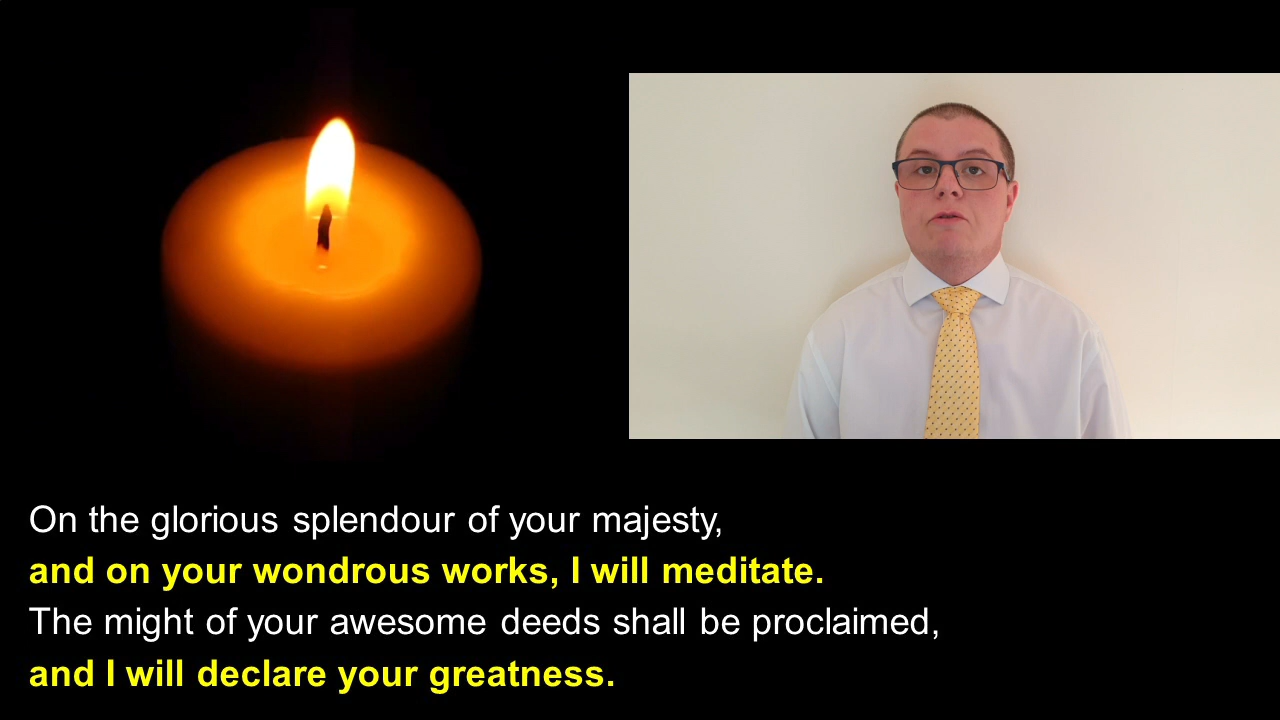 On the glorious splendour of your majesty,
and on your wondrous works, I will meditate.
The might of your awesome deeds shall be proclaimed,
and I will declare your greatness.